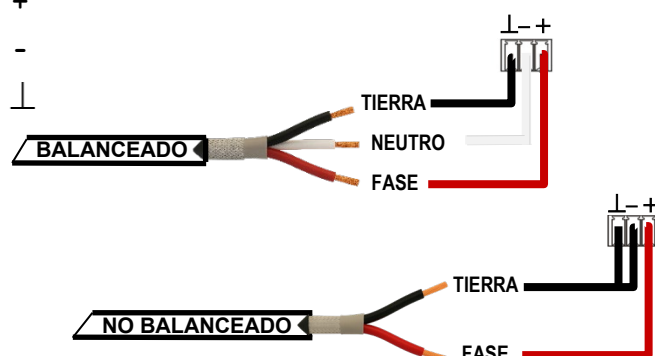 +
-
⊥
⊥ - +
TIERRA
NEUTRO
FASE
BALANCEADO
⊥ - +
TIERRA
NO BALANCEADO
FASE